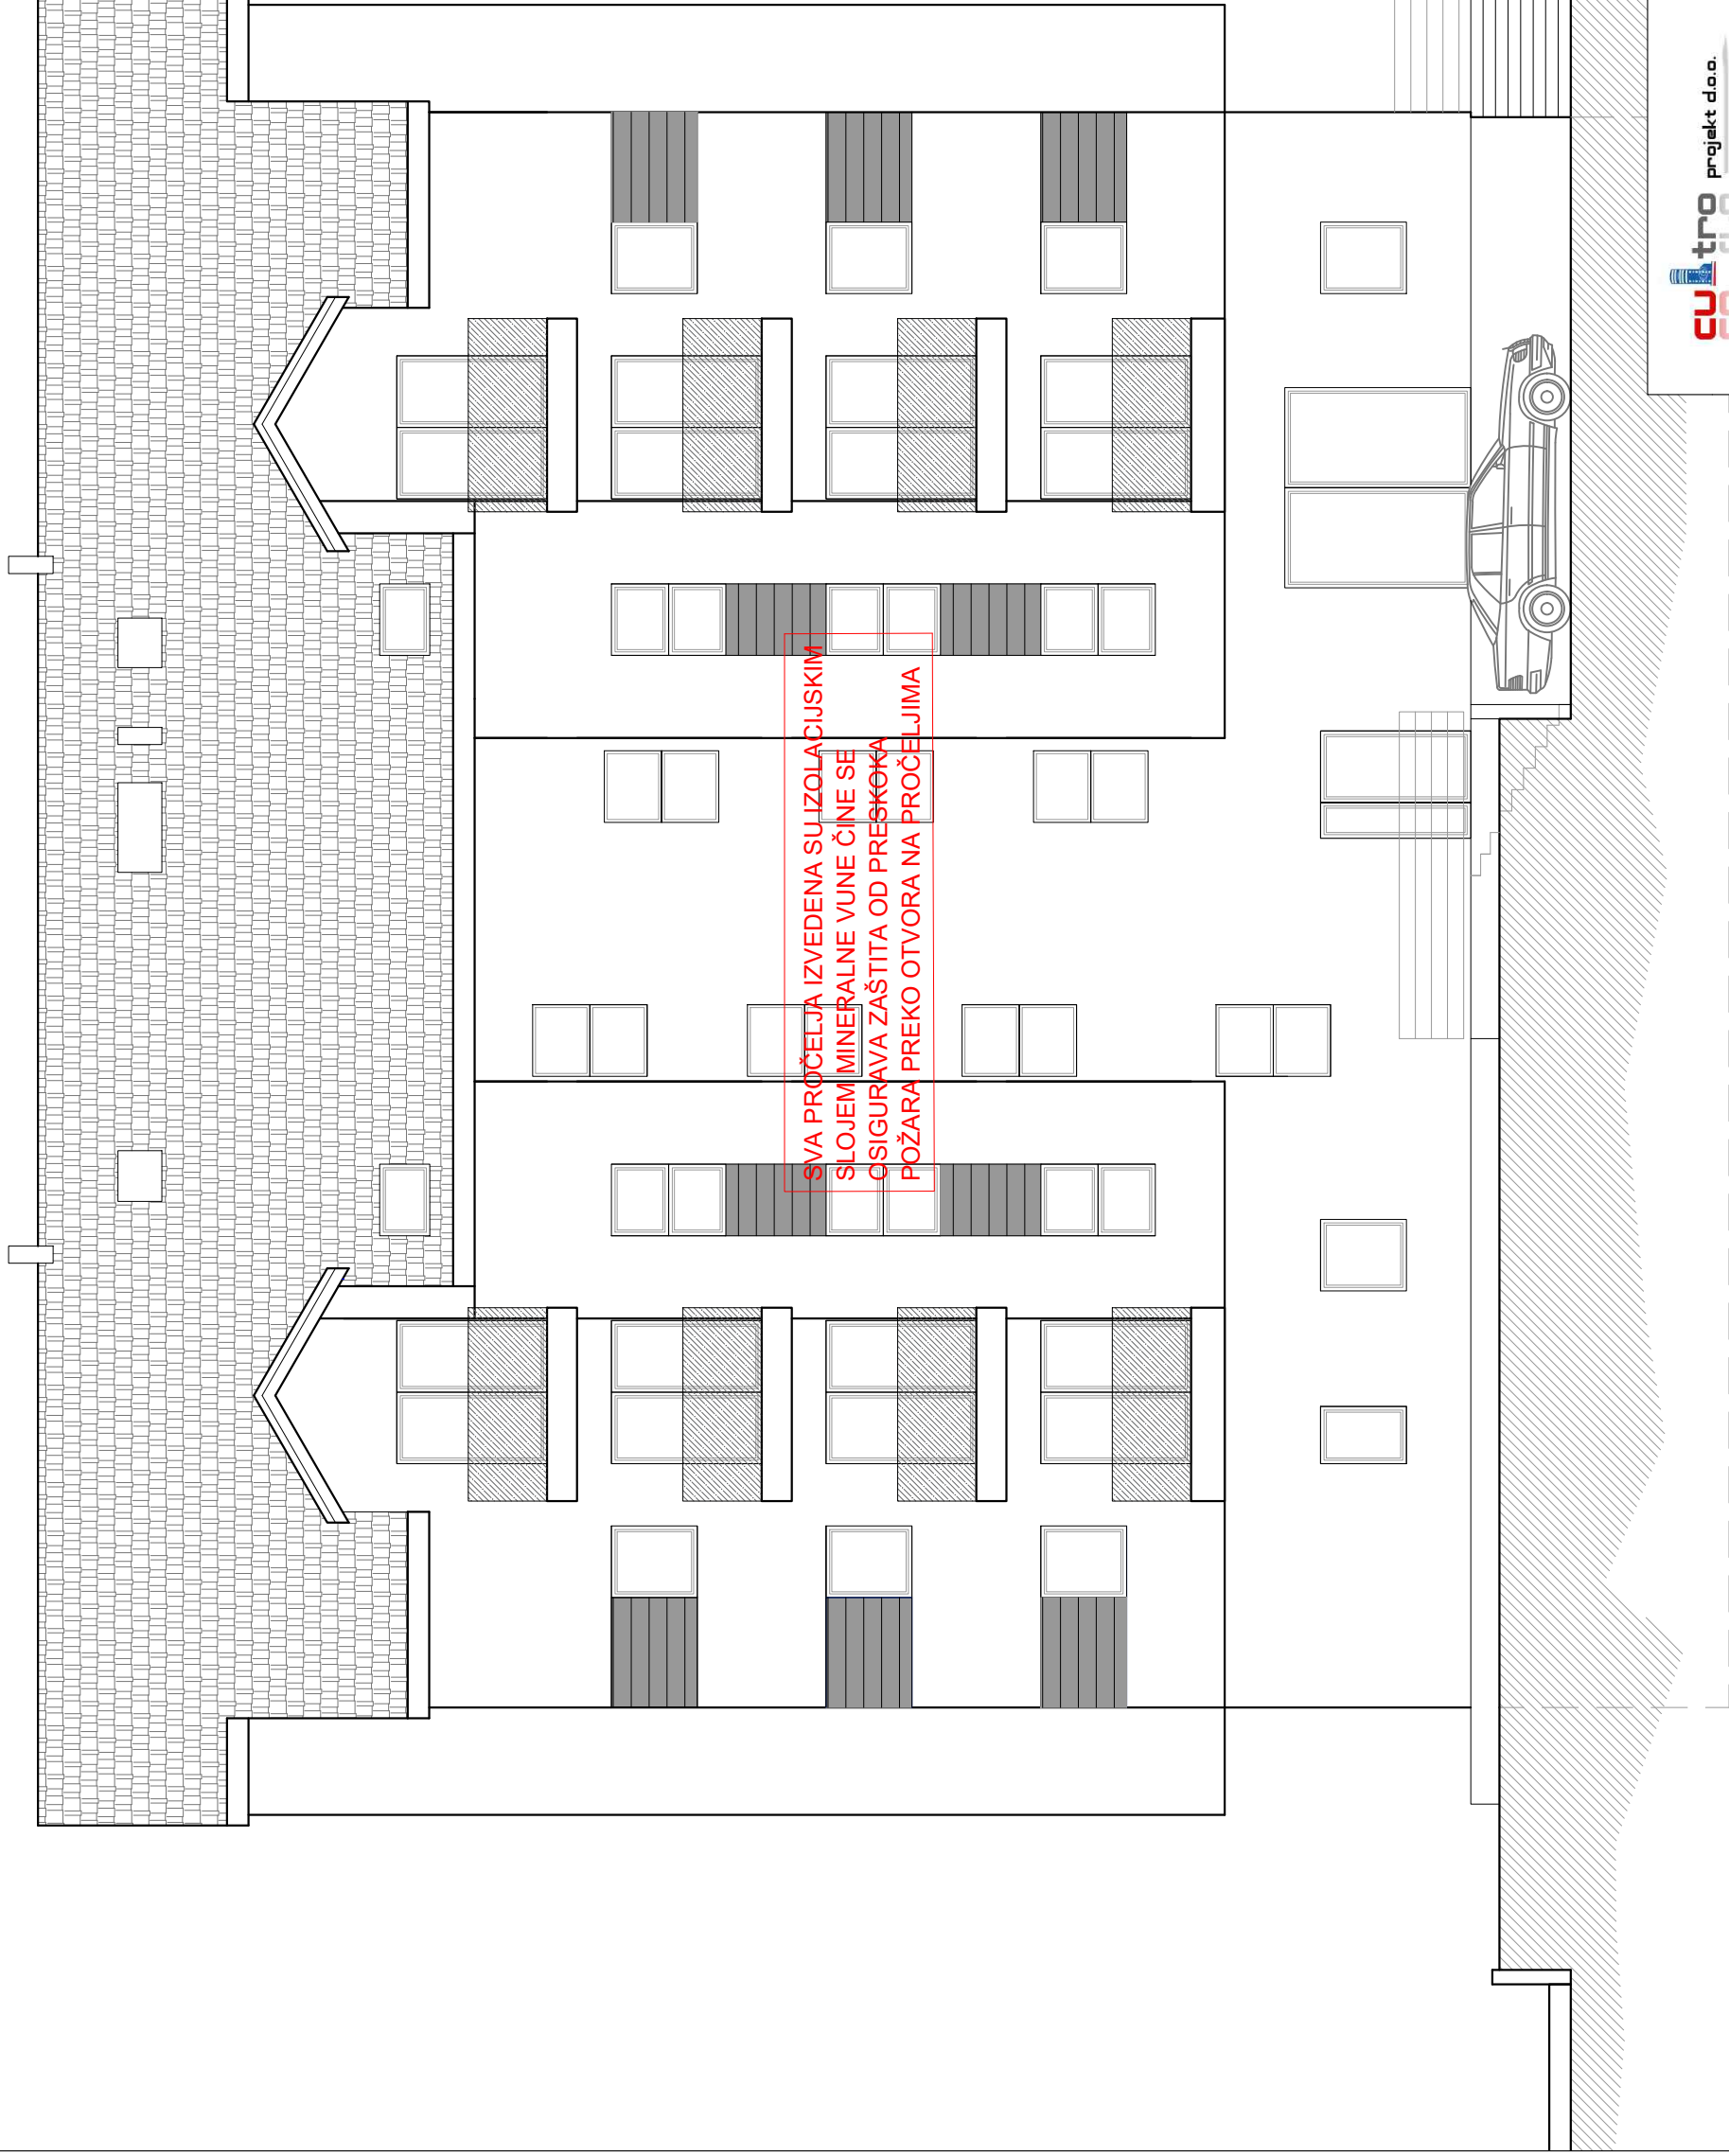 SVA PROČELJA IZVEDENA SU IZOLACIJSKIM
SLOJEM MINERALNE VUNE ČINE SE
OSIGURAVA ZAŠTITA OD PRESKOKA
POŽARA PREKO OTVORA NA PROČELJIMA
projekt d.o.o.